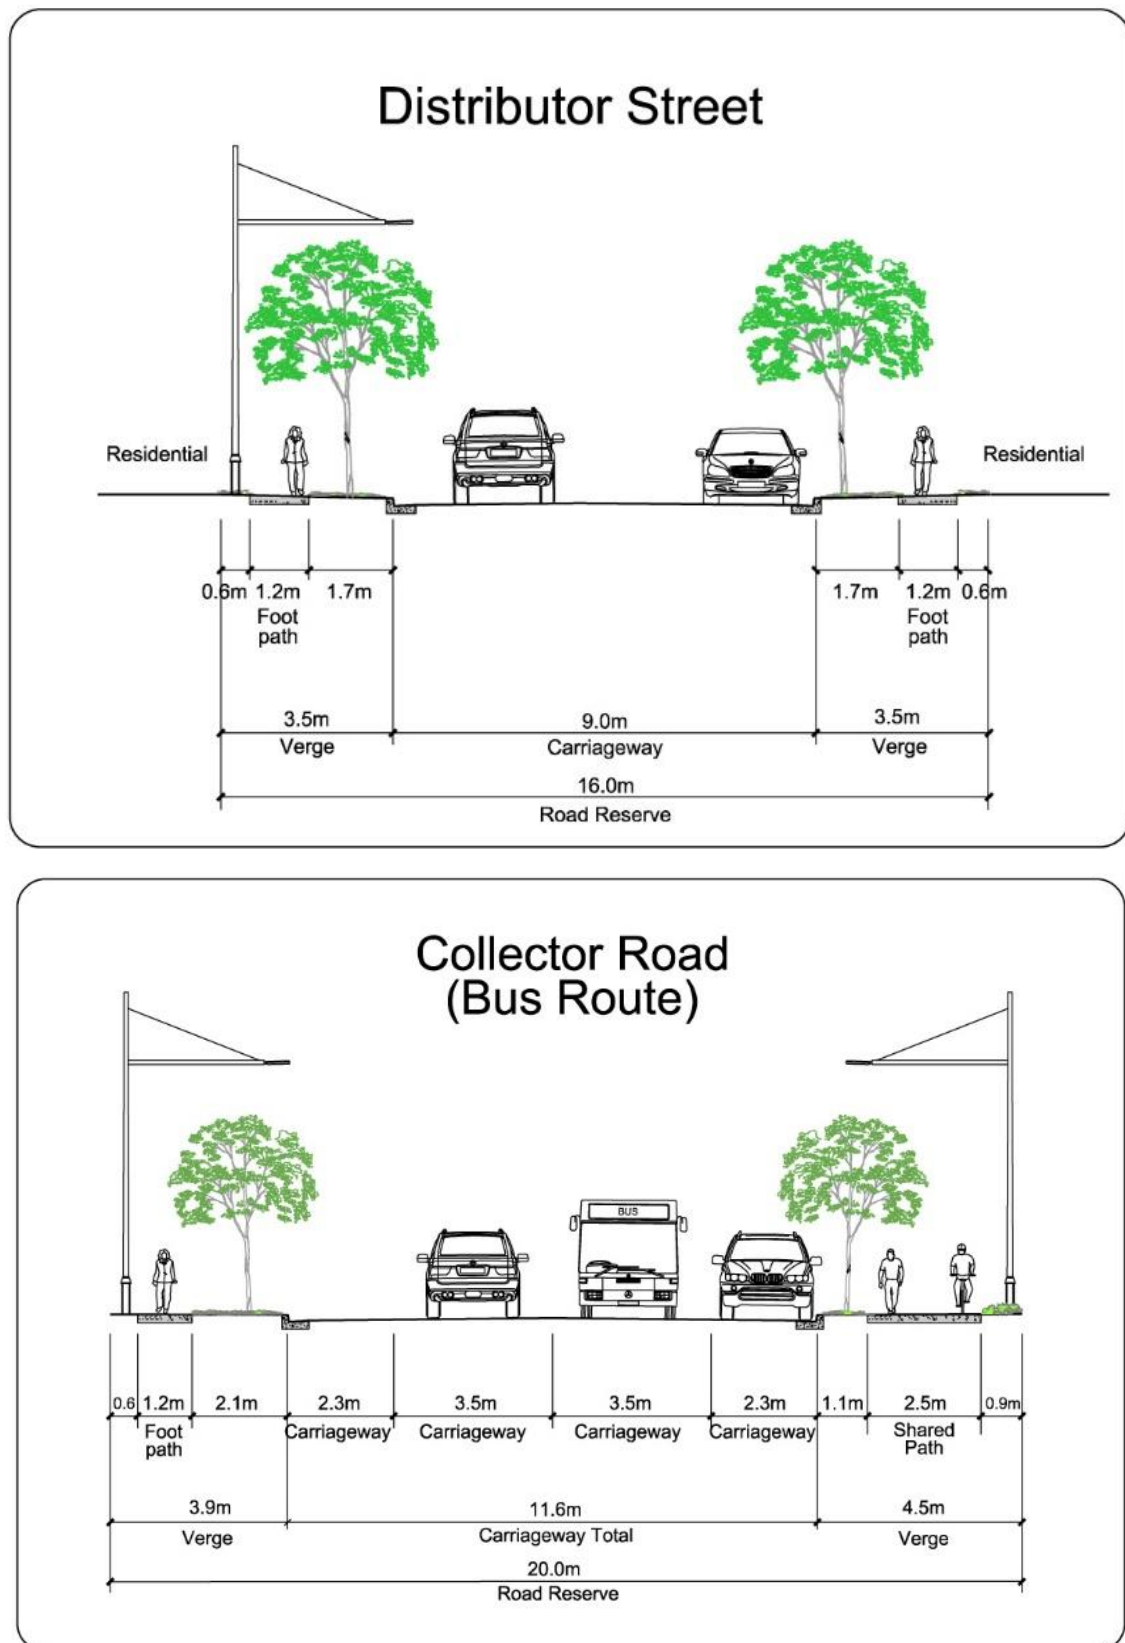 Distributor Street
Residential
Residential
0.6m 1.2m 1.7m 1.7m 1.2m 0.6m
Foot path
Foot path
3.5m 9.0m 3.5m
Verge Carriageway Verge
16.0m
Road Reserve
Collector Road
(Bus Route)
BUS
0.6 1.2m 2.1m 2.3m 3.5m 3.5m 2.3m 1.1m 2.5m 0.9m
Foot path
Carriageway Carriageway Carriageway Carriageway
Shared Path
3.9m 11.6m 4.5m
Verge Carriageway Total Verge
20.0m
Road Reserve